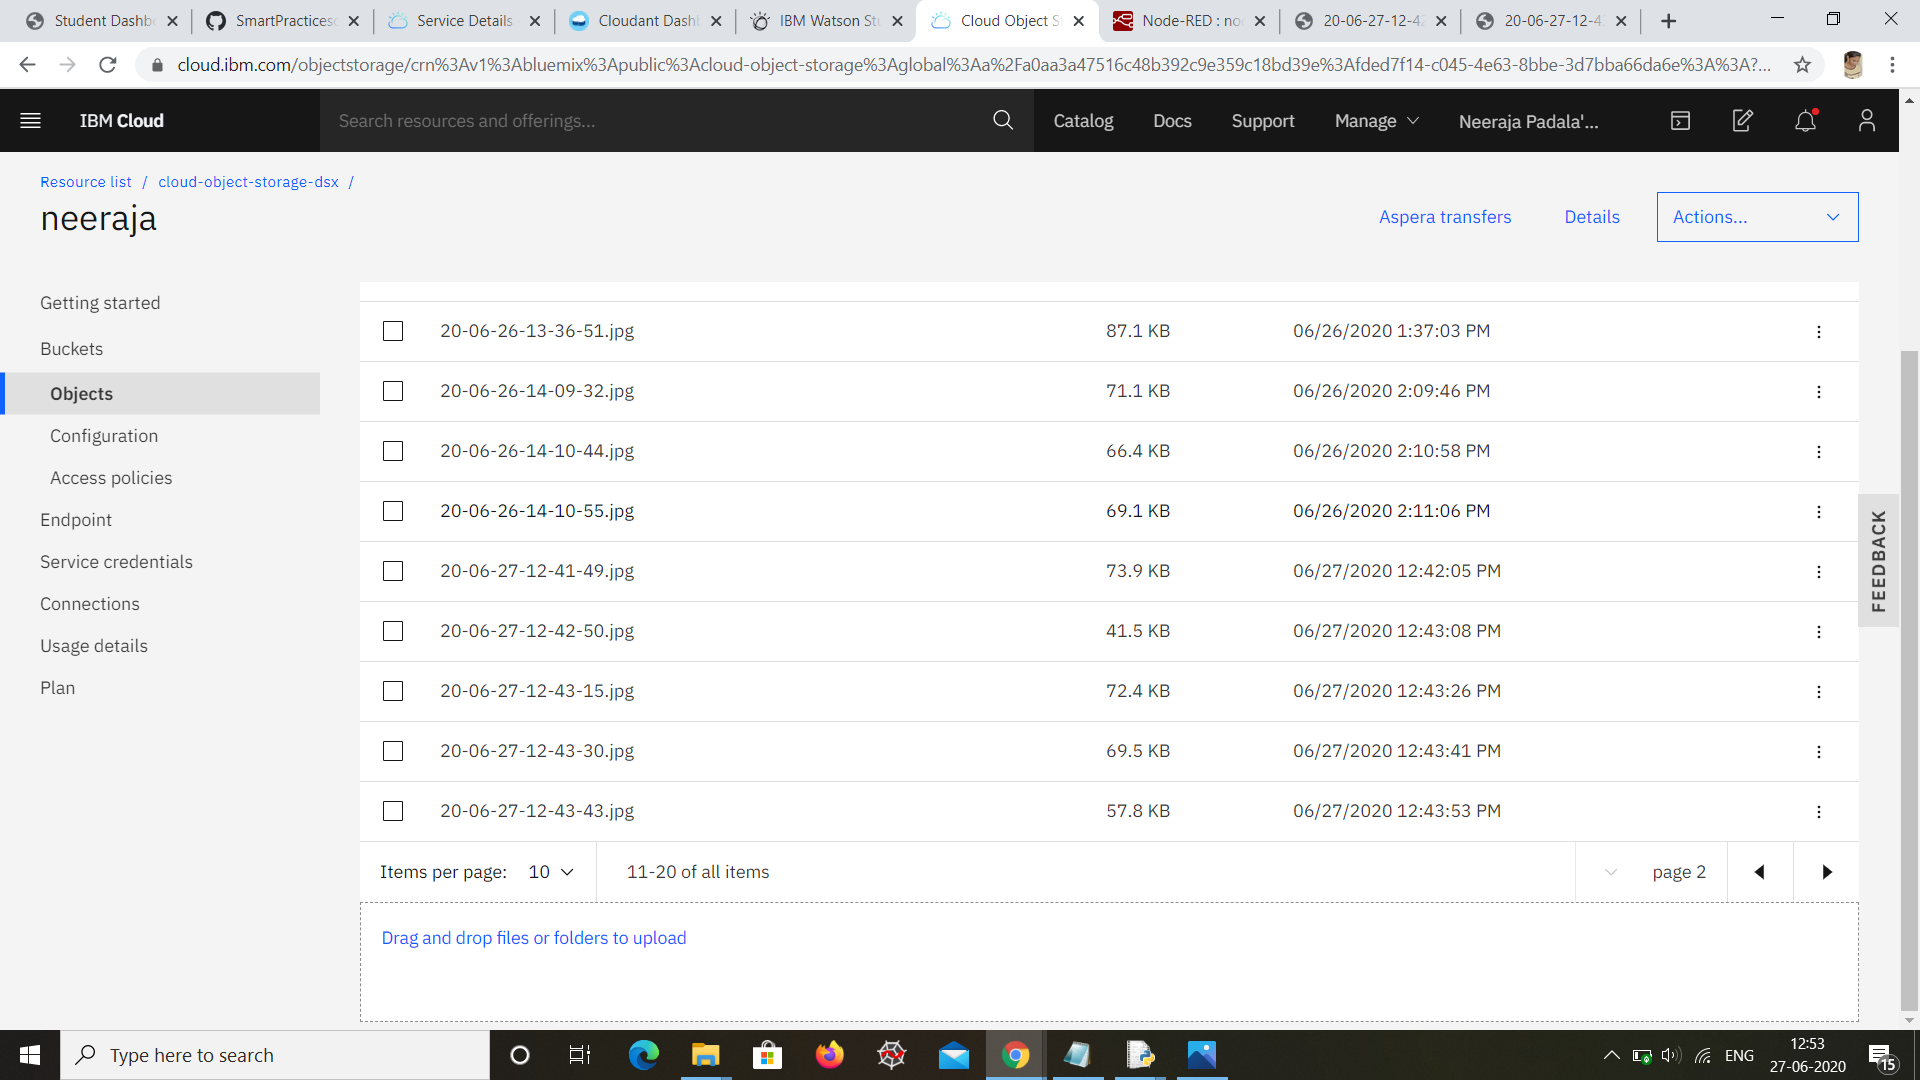 Student Dashb
SmartPractices
Service Details
Cloudant Dash
IBM Watson Stu
Cloud Object S
Node-RED : no
20-06-27-12-42
20-06-27-12-4
cloud.ibm.com/objectstorage/crn%3Av1%3Abluemix%3Apublic%3Acloud-object-storage%3Aglobal%3Aa%2Fa0aa3a47516c48b392c9e359c18bd39e%3Afded7f14-c045-4e63-8bbe-3d7bba66da6e%3A%3A?...
IBM Cloud
Search resources and offerings...
Catalog
Docs
Support
Manage
Neeraja Padala'...
Resource list / cloud-object-storage-dsx /
neeraja
Aspera transfers
Details
Actions...
Getting started
Buckets
Objects
Configuration
Access policies
Endpoint
Service credentials
Connections
Usage details
Plan
20-06-26-13-36-51.jpg 87.1 KB 06/26/2020 1:37:03 PM
20-06-26-14-09-32.jpg 71.1 KB 06/26/2020 2:09:46 PM
20-06-26-14-10-44.jpg 66.4 KB 06/26/2020 2:10:58 PM
20-06-26-14-10-55.jpg 69.1 KB 06/26/2020 2:11:06 PM
20-06-27-12-41-49.jpg 73.9 KB 06/27/2020 12:42:05 PM
20-06-27-12-42-50.jpg 41.5 KB 06/27/2020 12:43:08 PM
20-06-27-12-43-15.jpg 72.4 KB 06/27/2020 12:43:26 PM
20-06-27-12-43-30.jpg 69.5 KB 06/27/2020 12:43:41 PM
20-06-27-12-43-43.jpg 57.8 KB 06/27/2020 12:43:53 PM
Items per page: 10
11-20 of all items
page 2
Drag and drop files or folders to upload
FEEDBACK
Type here to search
ENG
12:53
27-06-2020
15